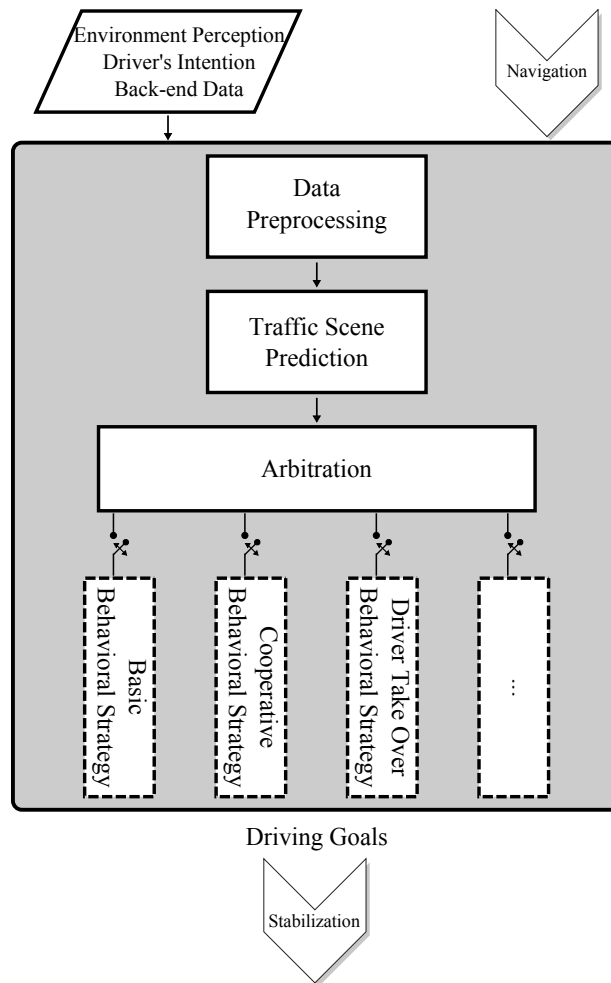 Environment Perception
Driver's Intention
Back-end Data
Navigation
Data
Preprocessing
Traffic Scene
Prediction
Arbitration
Basic
Behavioral Strategy
Cooperative
Behavioral Strategy
Driver Take Over
Behavioral Strategy
...
Driving Goals
Stabilization